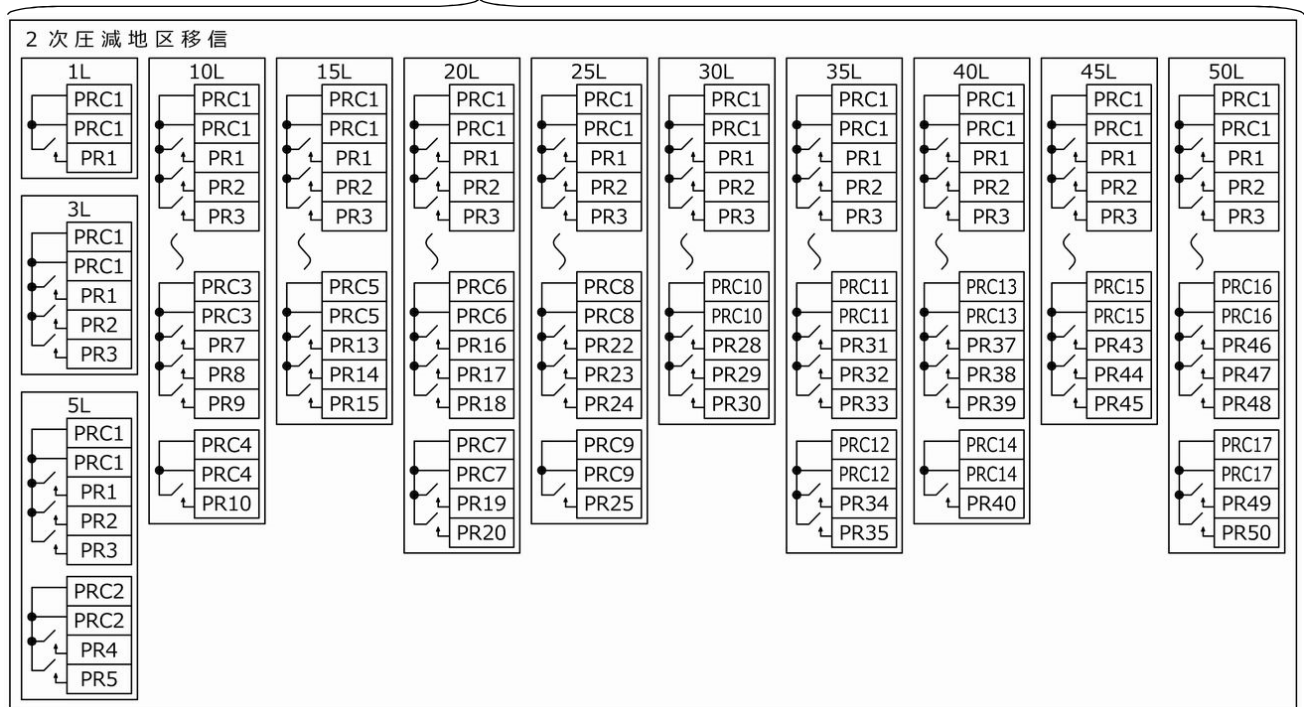 2 次圧減地区移信
1L
PRC1
PRC1
PR1
3L
PRC1
PRC1
PR1
PR2
PR3
5L
PRC1
PRC1
PR1
PR2
PR3
PRC2
PRC2
PR4
PR5
10L
PRC1
PRC1
PR1
PR2
PR3
PRC3
PRC3
PR7
PR8
PR9
PRC4
PRC4
PR10
15L
PRC1
PRC1
PR1
PR2
PR3
PRC5
PRC5
PR13
PR14
PR15
20L
PRC1
PRC1
PR1
PR2
PR3
PRC6
PRC6
PR16
PR17
PR18
PRC7
PRC7
PR19
PR20
25L
PRC1
PRC1
PR1
PR2
PR3
PRC8
PRC8
PR22
PR23
PR24
PRC9
PRC9
PR25
30L
PRC1
PRC1
PR1
PR2
PR3
PRC10
PRC10
PR28
PR29
PR30
35L
PRC1
PRC1
PR1
PR2
PR3
PRC11
PRC11
PR31
PR32
PR33
PRC12
PRC12
PR34
PR35
40L
PRC1
PRC1
PR1
PR2
PR3
PRC13
PRC13
PR37
PR38
PR39
PRC14
PRC14
PR40
45L
PRC1
PRC1
PR1
PR2
PR3
PRC15
PRC15
PR43
PR44
PR45
50L
PRC1
PRC1
PR1
PR2
PR3
PRC16
PRC16
PR46
PR47
PR48
PRC17
PRC17
PR49
PR50